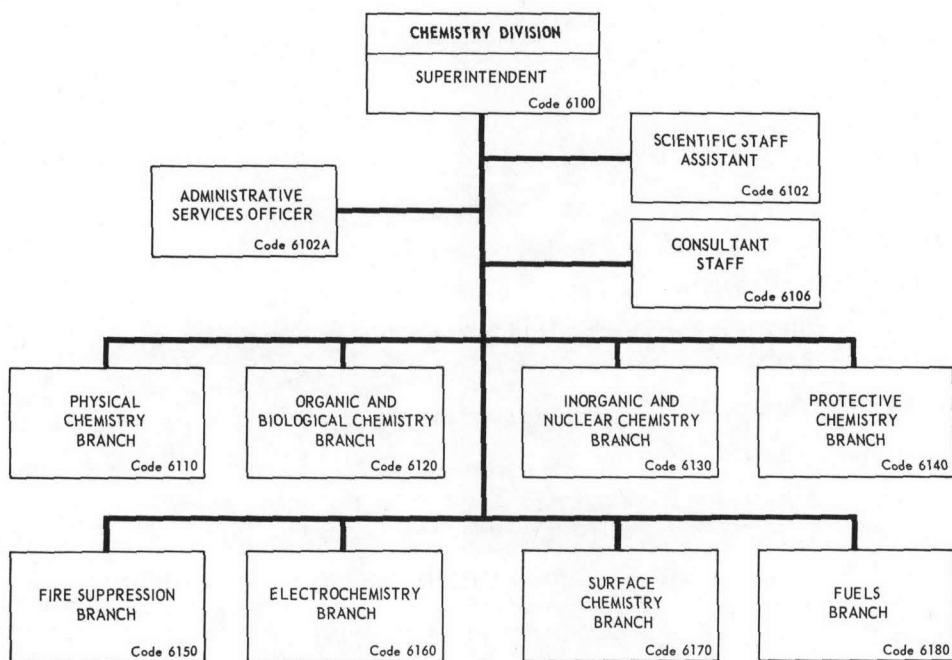 CHEMISTRY DIVISION
SUPERINTENDENT
Code 6100
SCIENTIFIC STAFF
ASSISTANT
Code 6102
ADMINISTRATIVE
SERVICES OFFICER
Code 6102A
CONSULTANT
STAFF
Code 6106
PHYSICAL
CHEMISTRY
BRANCH
Code 6110
ORGANIC AND
BIOLOGICAL CHEMISTRY
BRANCH
Code 6120
INORGANIC AND
NUCLEAR CHEMISTRY
BRANCH
Code 6130
PROTECTIVE
CHEMISTRY
BRANCH
Code 6140
FIRE SUPPRESSION
BRANCH
Code 6150
ELECTROCHEMISTRY
BRANCH
Code 6160
SURFACE
CHEMISTRY
BRANCH
Code 6170
FUELS
BRANCH
Code 6180